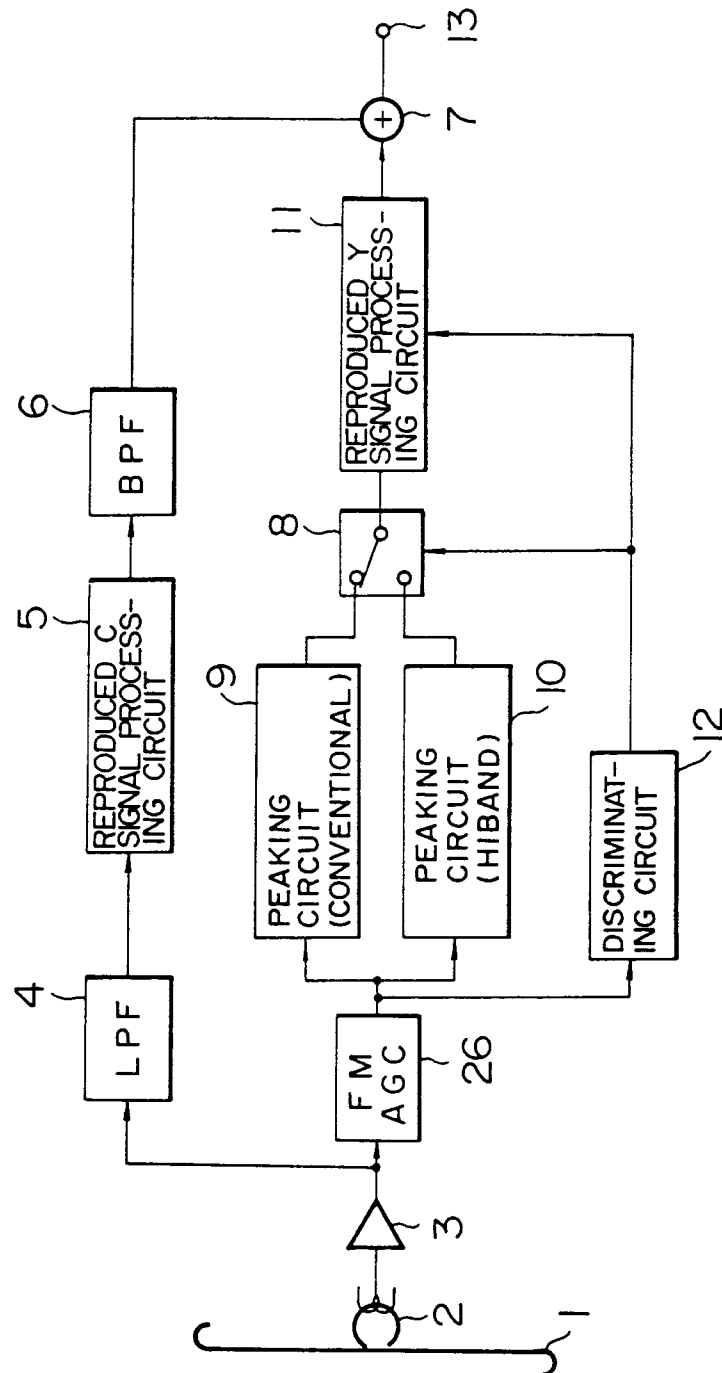 4
LPF
5
REPRODUCED C
SIGNAL PROCESS-
ING CIRCUIT
6
BPF
1
2
3
FM
AGC
26
9
PEAKING
CIRCUIT
(CONVENTIONAL)
PEAKING
CIRCUIT
(HIBAND)
10
8
11
REPRODUCED Y
SIGNAL PROCESS-
ING CIRCUIT
+
7
13
DISCRIMINAT-
ING CIRCUIT
12